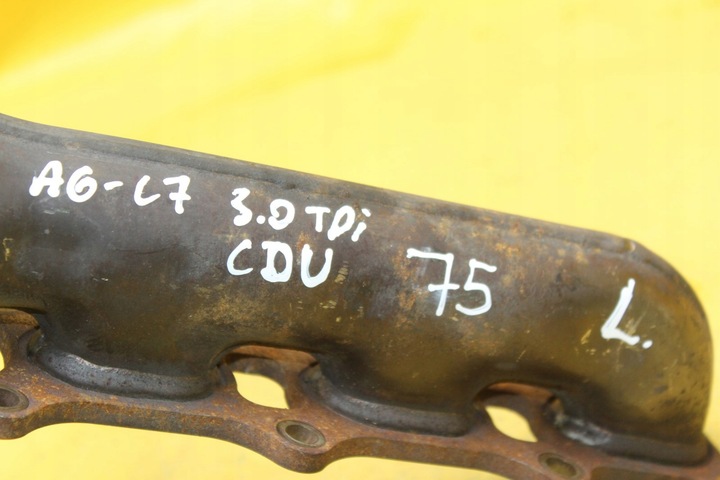 A6-C7 3.0 TDi
CDU 75 L.